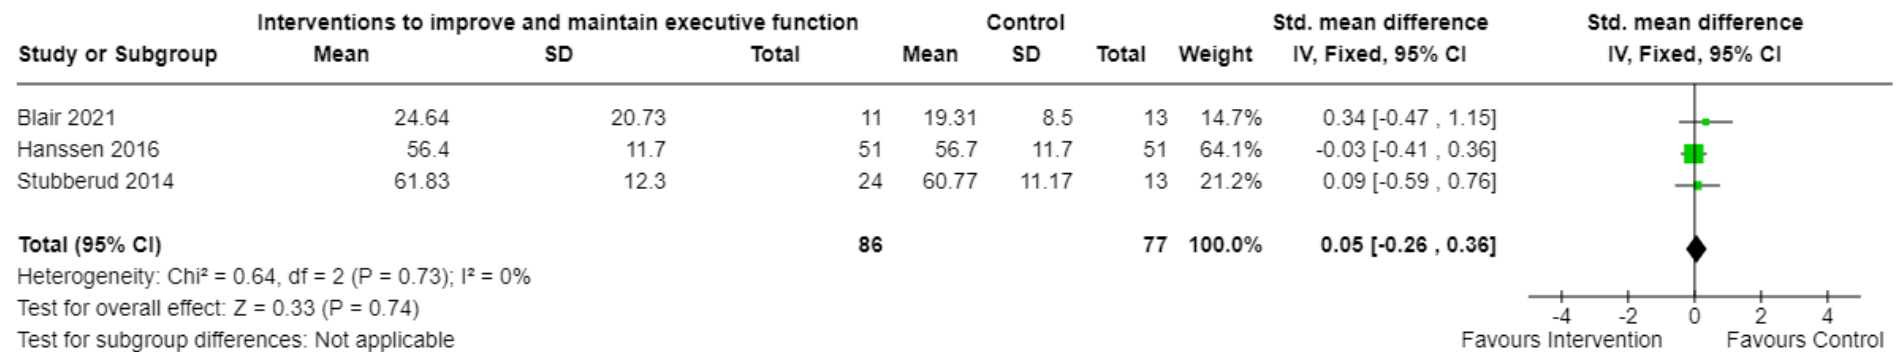 Interventions to improve and maintain executive function Control Std. mean difference Std. mean difference
Study or Subgroup Mean SD Total Mean SD Total Weight IV, Fixed, 95% CI IV, Fixed, 95% CI
Blair 2021 24.64 20.73 11 19.31 8.5 13 14.7% 0.34 [-0.47 , 1.15]
Hanssen 2016 56.4 11.7 51 56.7 11.7 51 64.1% -0.03 [-0.41 , 0.36]
Stubberud 2014 61.83 12.3 24 60.77 11.17 13 21.2% 0.09 [-0.59 , 0.76]
Total (95% CI) 86 77 100.0% 0.05 [-0.26 , 0.36]
Heterogeneity: Chi² = 0.64, df = 2 (P = 0.73); I² = 0%
Test for overall effect: Z = 0.33 (P = 0.74)
Test for subgroup differences: Not applicable
-4 -2 0 2 4
Favours Intervention Favours Control